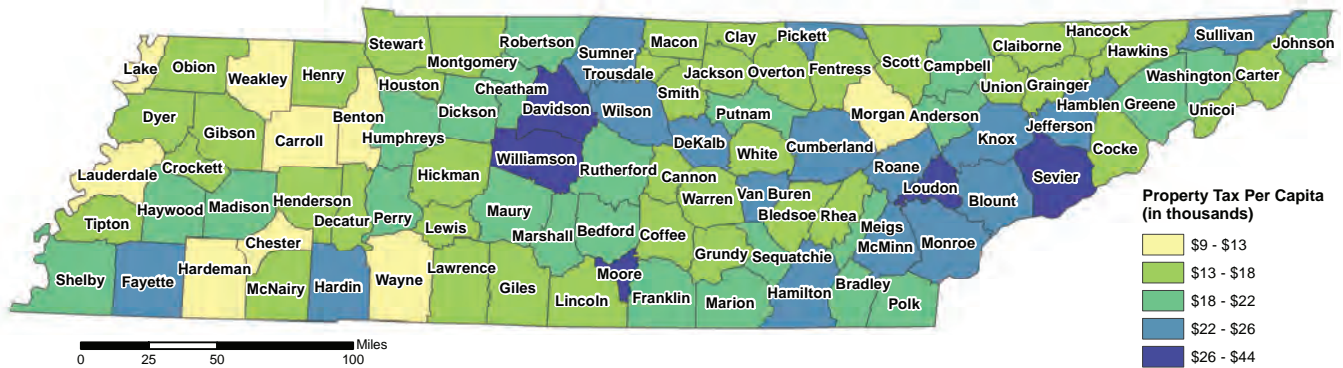 Lake
Obion
Weakley
Henry
Stewart
Montgomery
Robertson
Sumner
Macon
Clay
Pickett
Trousdale
Jackson
Overton
Fentress
Scott
Campbell
Claiborne
Hancock
Hawkins
Sullivan
Johnson
Houston
Cheatham
Smith
Union
Grainger
Washington
Carter
Dyer
Gibson
Benton
Dickson
Davidson
Wilson
Putnam
Morgan
Anderson
Hamblen
Greene
Unicoi
Carroll
Humphreys
Jefferson
Knox
Crockett
Williamson
DeKalb
White
Cumberland
Cocke
Lauderdale
Hickman
Rutherford
Cannon
Roane
Loudon
Sevier
Haywood
Madison
Henderson
Warren
Van Buren
Blount
Tipton
Decatur
Perry
Lewis
Maury
Marshall
Bedford
Coffee
Bledsoe
Rhea
Meigs
McMinn
Monroe
Chester
Grundy
Sequatchie
Shelby
Fayette
Hardeman
McNairy
Hardin
Wayne
Lawrence
Giles
Lincoln
Moore
Franklin
Marion
Hamilton
Bradley
Polk
Property Tax Per Capita
(in thousands)
$9 - $13
$13 - $18
$18 - $22
$22 - $26
$26 - $44
Miles
0 25 50 100